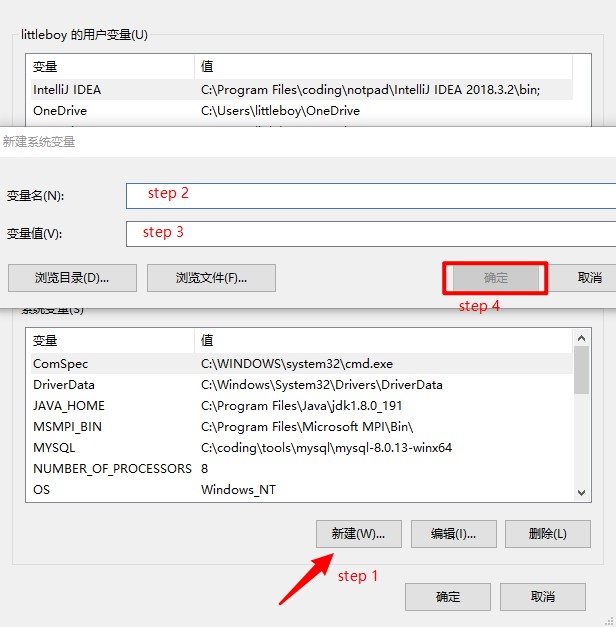 littleboy 的用户变量(U)
变量 值
IntelliJ IDEA C:\Program Files\coding\notpad\IntelliJ IDEA 2018.3.2\bin;
OneDrive C:\Users\littleboy\OneDrive
新建系统变量
变量名(N): step 2
变量值(V): step 3
浏览目录(D)... 浏览文件(F)... 确定 取消
step 4
系统变量(S)
变量 值
ComSpec C:\WINDOWS\system32\cmd.exe
DriverData C:\Windows\System32\Drivers\DriverData
JAVA_HOME C:\Program Files\Java\jdk1.8.0_191
MSMPI_BIN C:\Program Files\Microsoft MPI\Bin\
MYSQL C:\coding\tools\mysql\mysql-8.0.13-winx64
NUMBER_OF_PROCESSORS 8
OS Windows_NT
新建(W)... 编辑(I)... 删除(L)
step 1
确定 取消